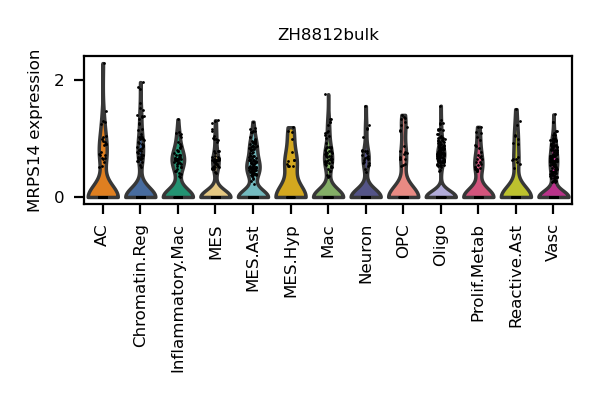 ZH8812bulk
MRPS14 expression
2
0
AC
Chromatin.Reg
Inflammatory.Mac
MES
MES.Ast
MES.Hyp
Mac
Neuron
OPC
Oligo
Prolif.Metab
Reactive.Ast
Vasc